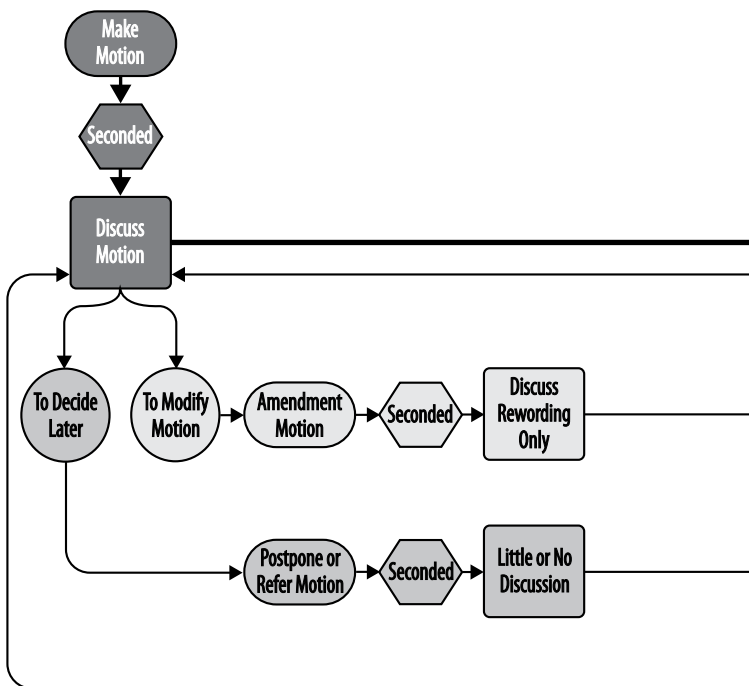 Make
Motion
Seconded
Discuss
Motion
To Decide
Later
To Modify
Motion
Amendment
Motion
Seconded
Discuss
Rewording
Only
Postpone or
Refer Motion
Seconded
Little or No
Discussion